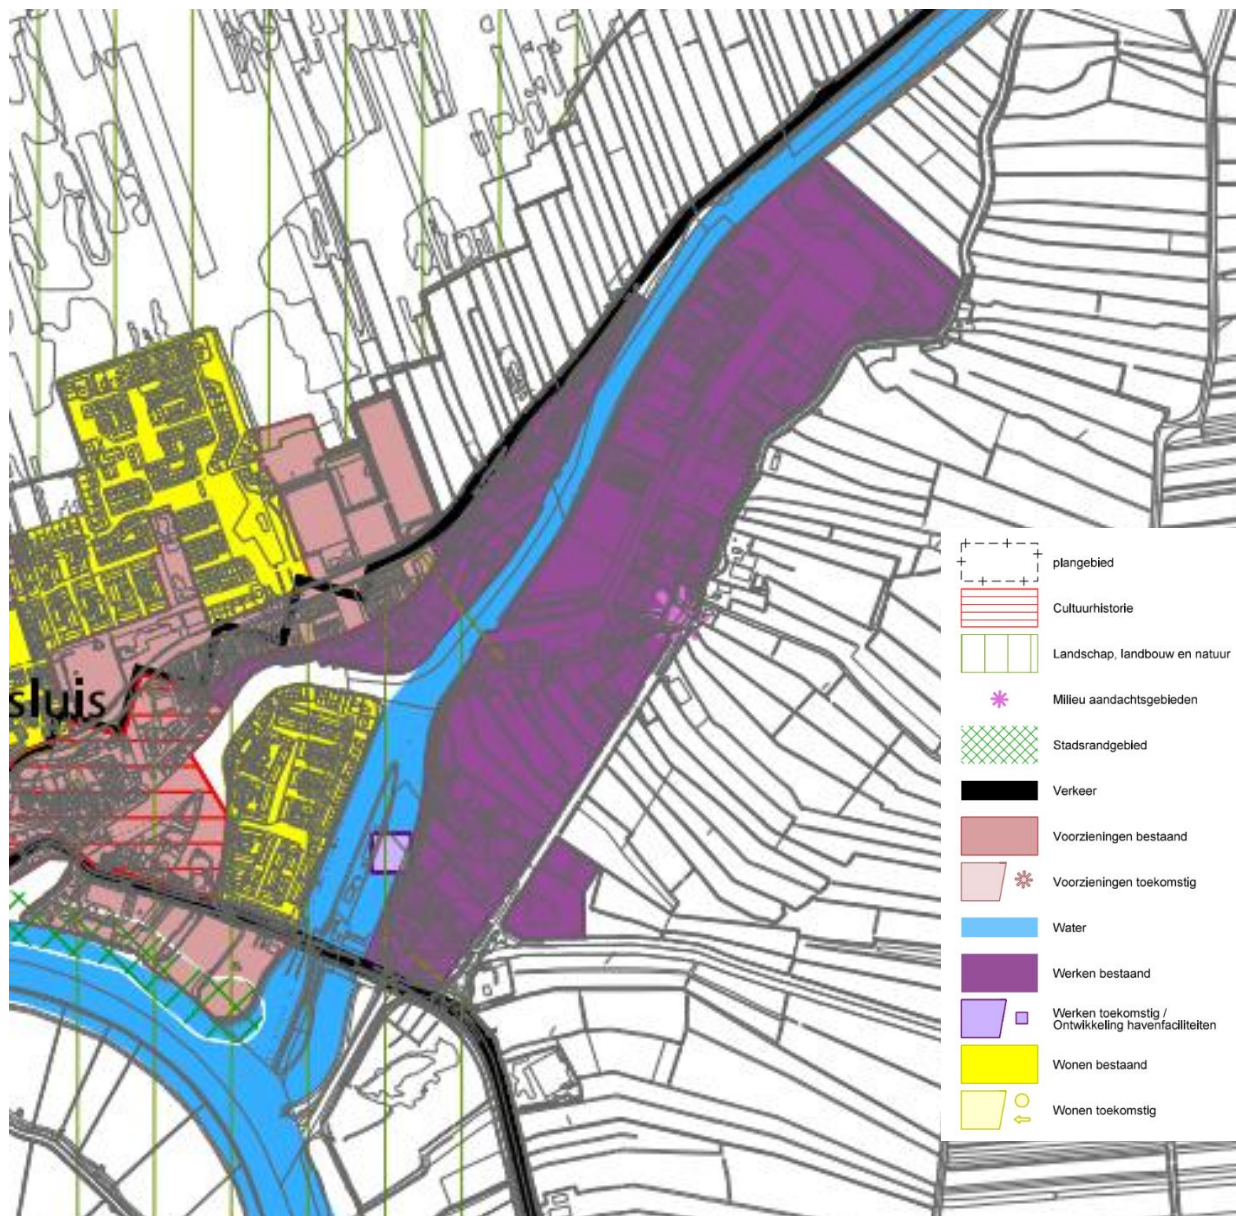 sluis
plangebied
Cultuurhistorie
Landschap, landbouw en natuur
Milieu aandachtsgebieden
Stadsrandgebied
Verkeer
Voorzieningen bestaand
Voorzieningen toekomstig
Water
Werken bestaand
Werken toekomstig /
Ontwikkeling havenfaciliteiten
Wonen bestaand
Wonen toekomstig